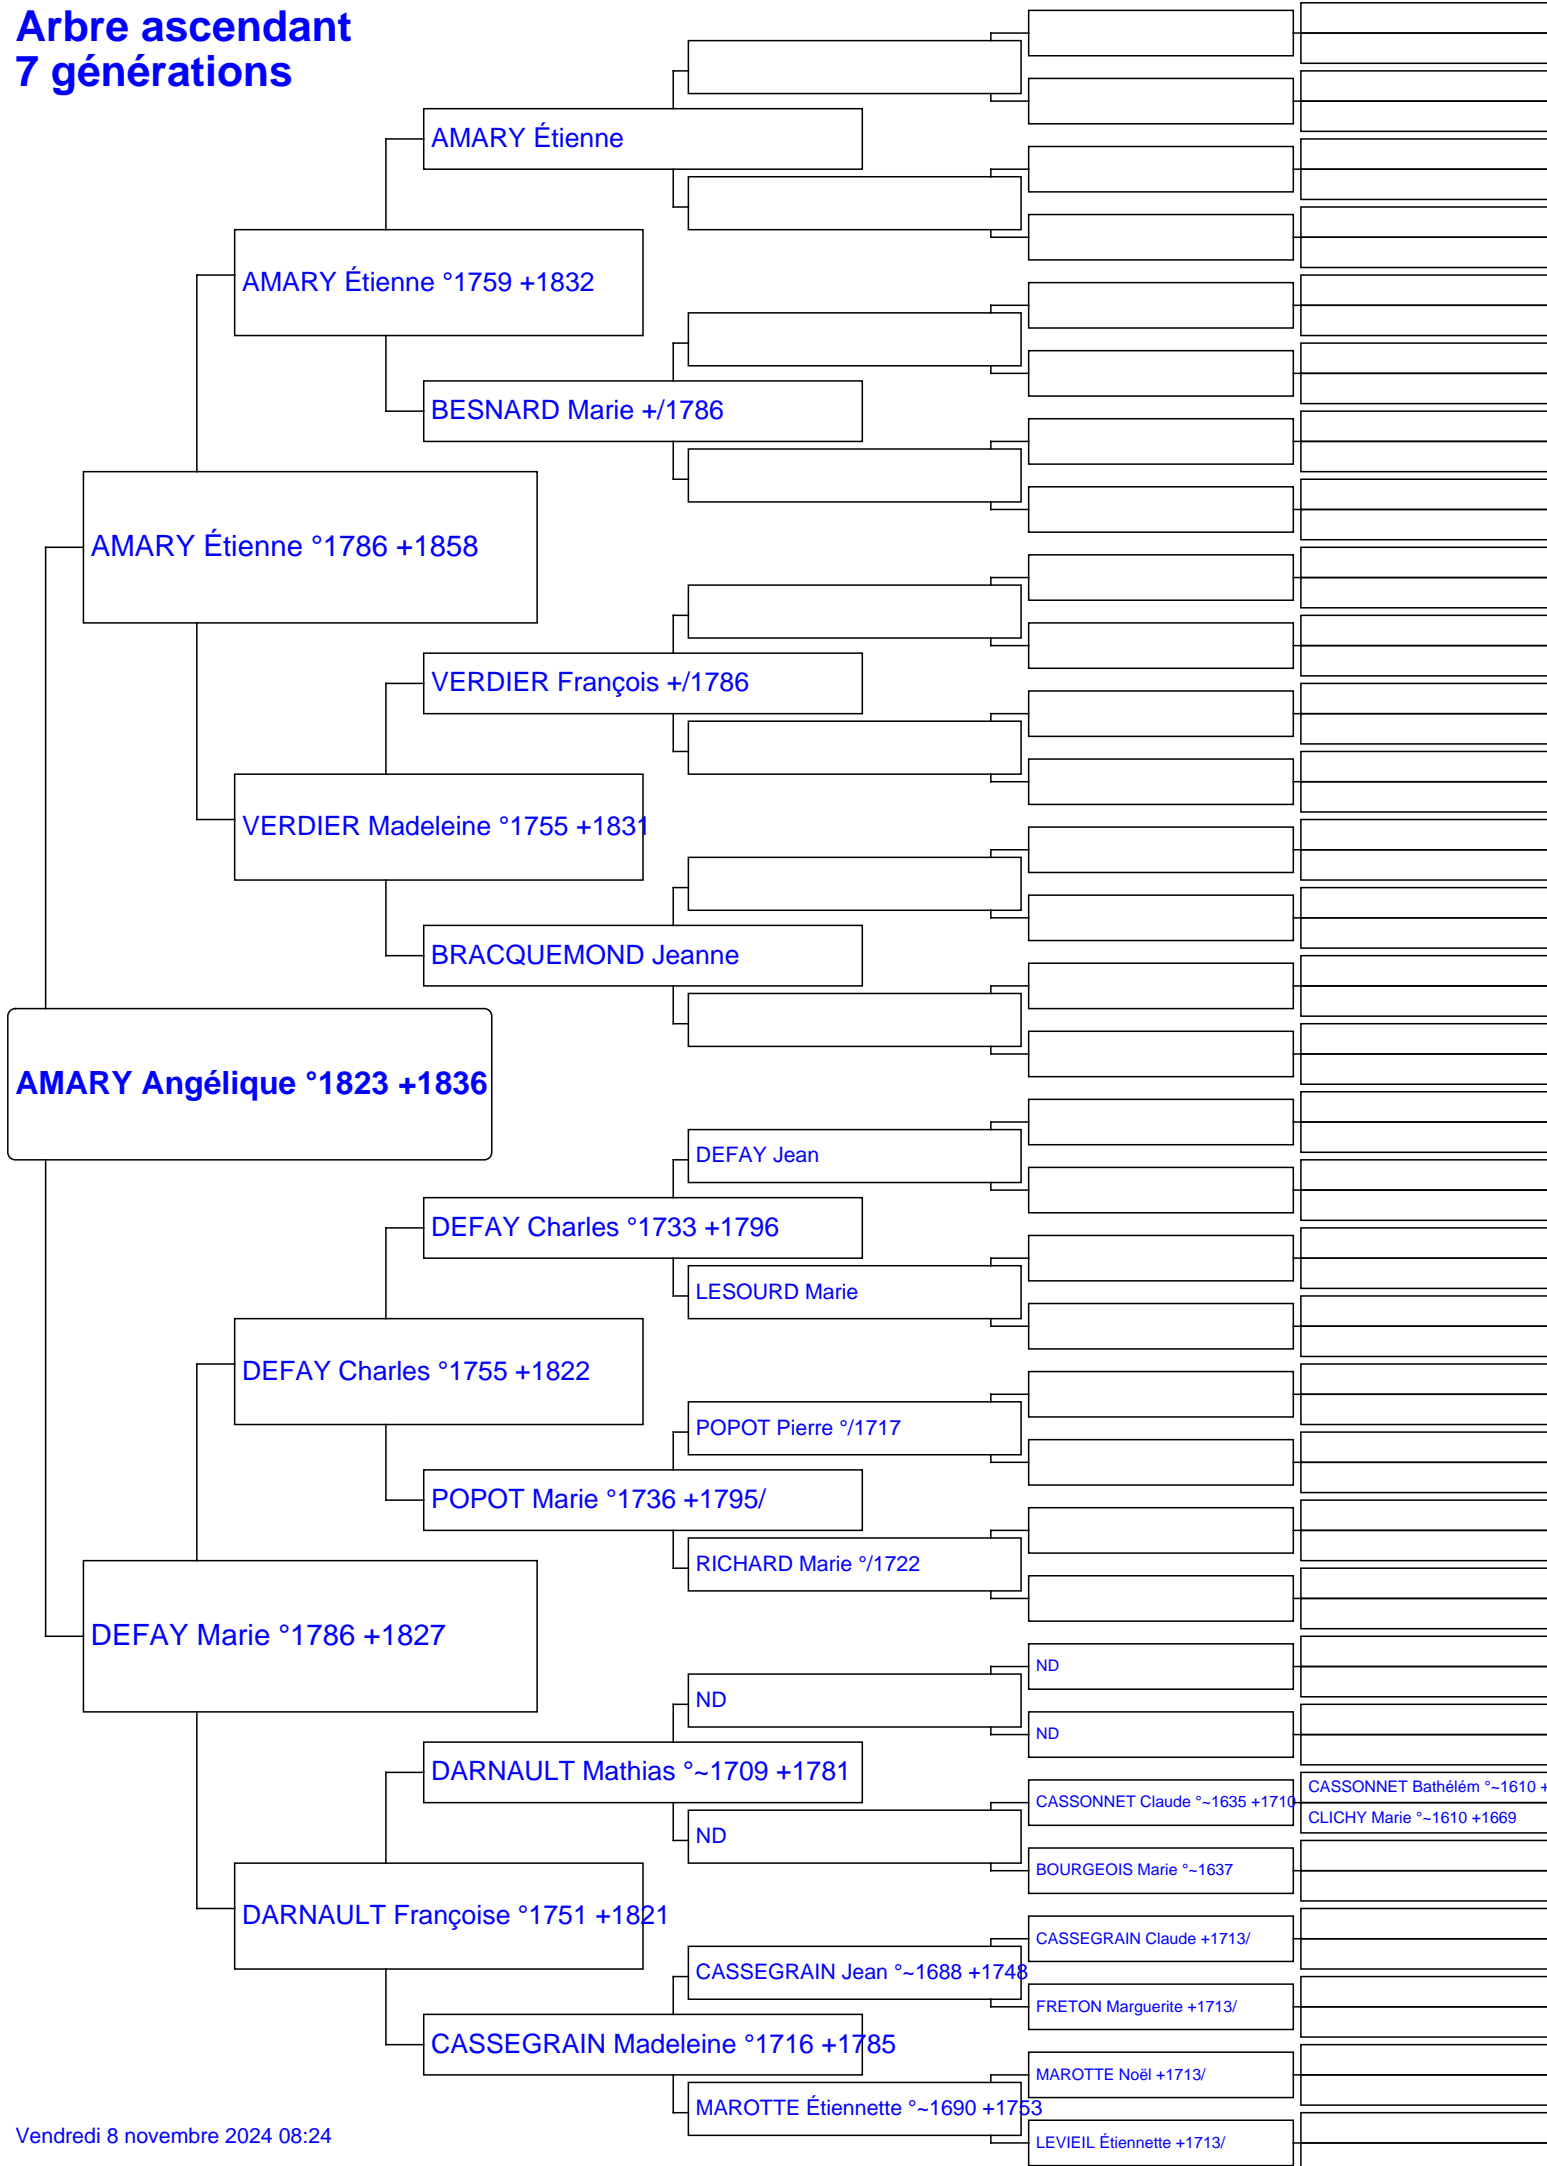 Arbre ascendant
7 générations
AMARY Étienne
AMARY Étienne °1759 +1832
BESNARD Marie +/1786
AMARY Étienne °1786 +1858
VERDIER François +/1786
VERDIER Madeleine °1755 +1831
BRACQUEMOND Jeanne
AMARY Angélique °1823 +1836
DEFAY Jean
DEFAY Charles °1733 +1796
LESOURD Marie
DEFAY Charles °1755 +1822
POPOT Pierre °/1717
POPOT Marie °1736 +1795/
RICHARD Marie °/1722
DEFAY Marie °1786 +1827
ND
ND
ND
DARNAULT Mathias °~1709 +1781
CASSONNET Bathélém °~1610 +
CASSONNET Claude °~1635 +1710
CLICHY Marie °~1610 +1669
ND
BOURGEOIS Marie °~1637
DARNAULT Françoise °1751 +1821
CASSEGRAIN Claude +1713/
CASSEGRAIN Jean °~1688 +1748
FRETON Marguerite +1713/
CASSEGRAIN Madeleine °1716 +1785
MAROTTE Noël +1713/
MAROTTE Étiennette °~1690 +1753
LEVIEIL Étiennette +1713/
Vendredi 8 novembre 2024 08:24